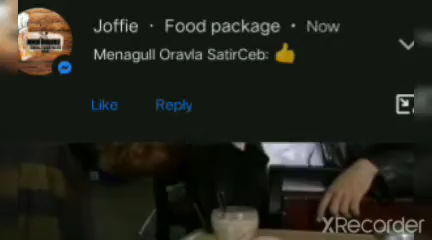 Joffie · Food package • Now
Menagull Oravla SatirCeb: 👍
Like Reply
XRecorder